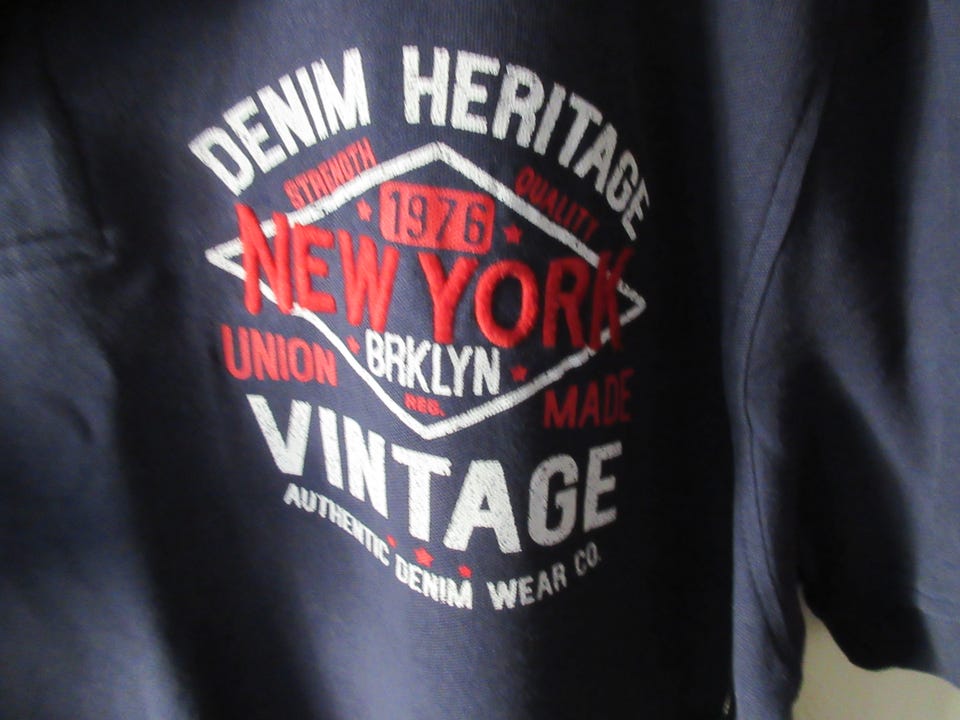 DENIM HERITAGE
STRENGTH QUALITY
1976
NEW YORK
UNION BRKLYN MADE
REG.
VINTAGE
AUTHENTIC DENIM WEAR CO.